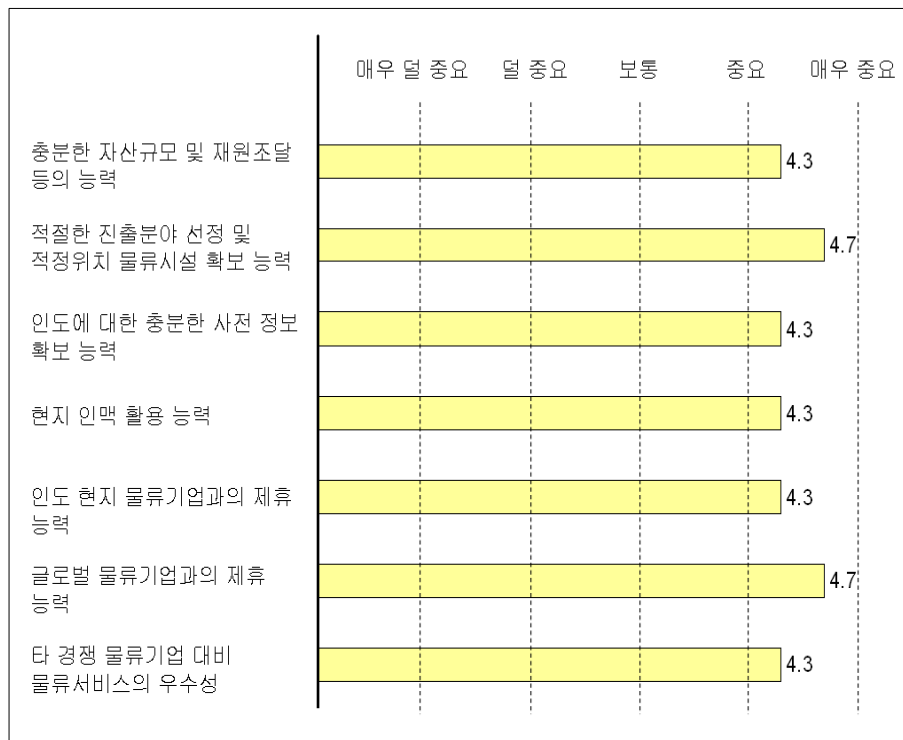 매우 덜 중요 덜 중요 보통 중요 매우 중요
충분한 자산규모 및 재원조달
등의 능력
4.3
적절한 진출분야 선정 및
적정위치 물류시설 확보 능력
4.7
인도에 대한 충분한 사전 정보
확보 능력
4.3
현지 인맥 활용 능력
4.3
인도 현지 물류기업과의 제휴
능력
4.3
글로벌 물류기업과의 제휴
능력
4.7
타 경쟁 물류기업 대비
물류서비스의 우수성
4.3